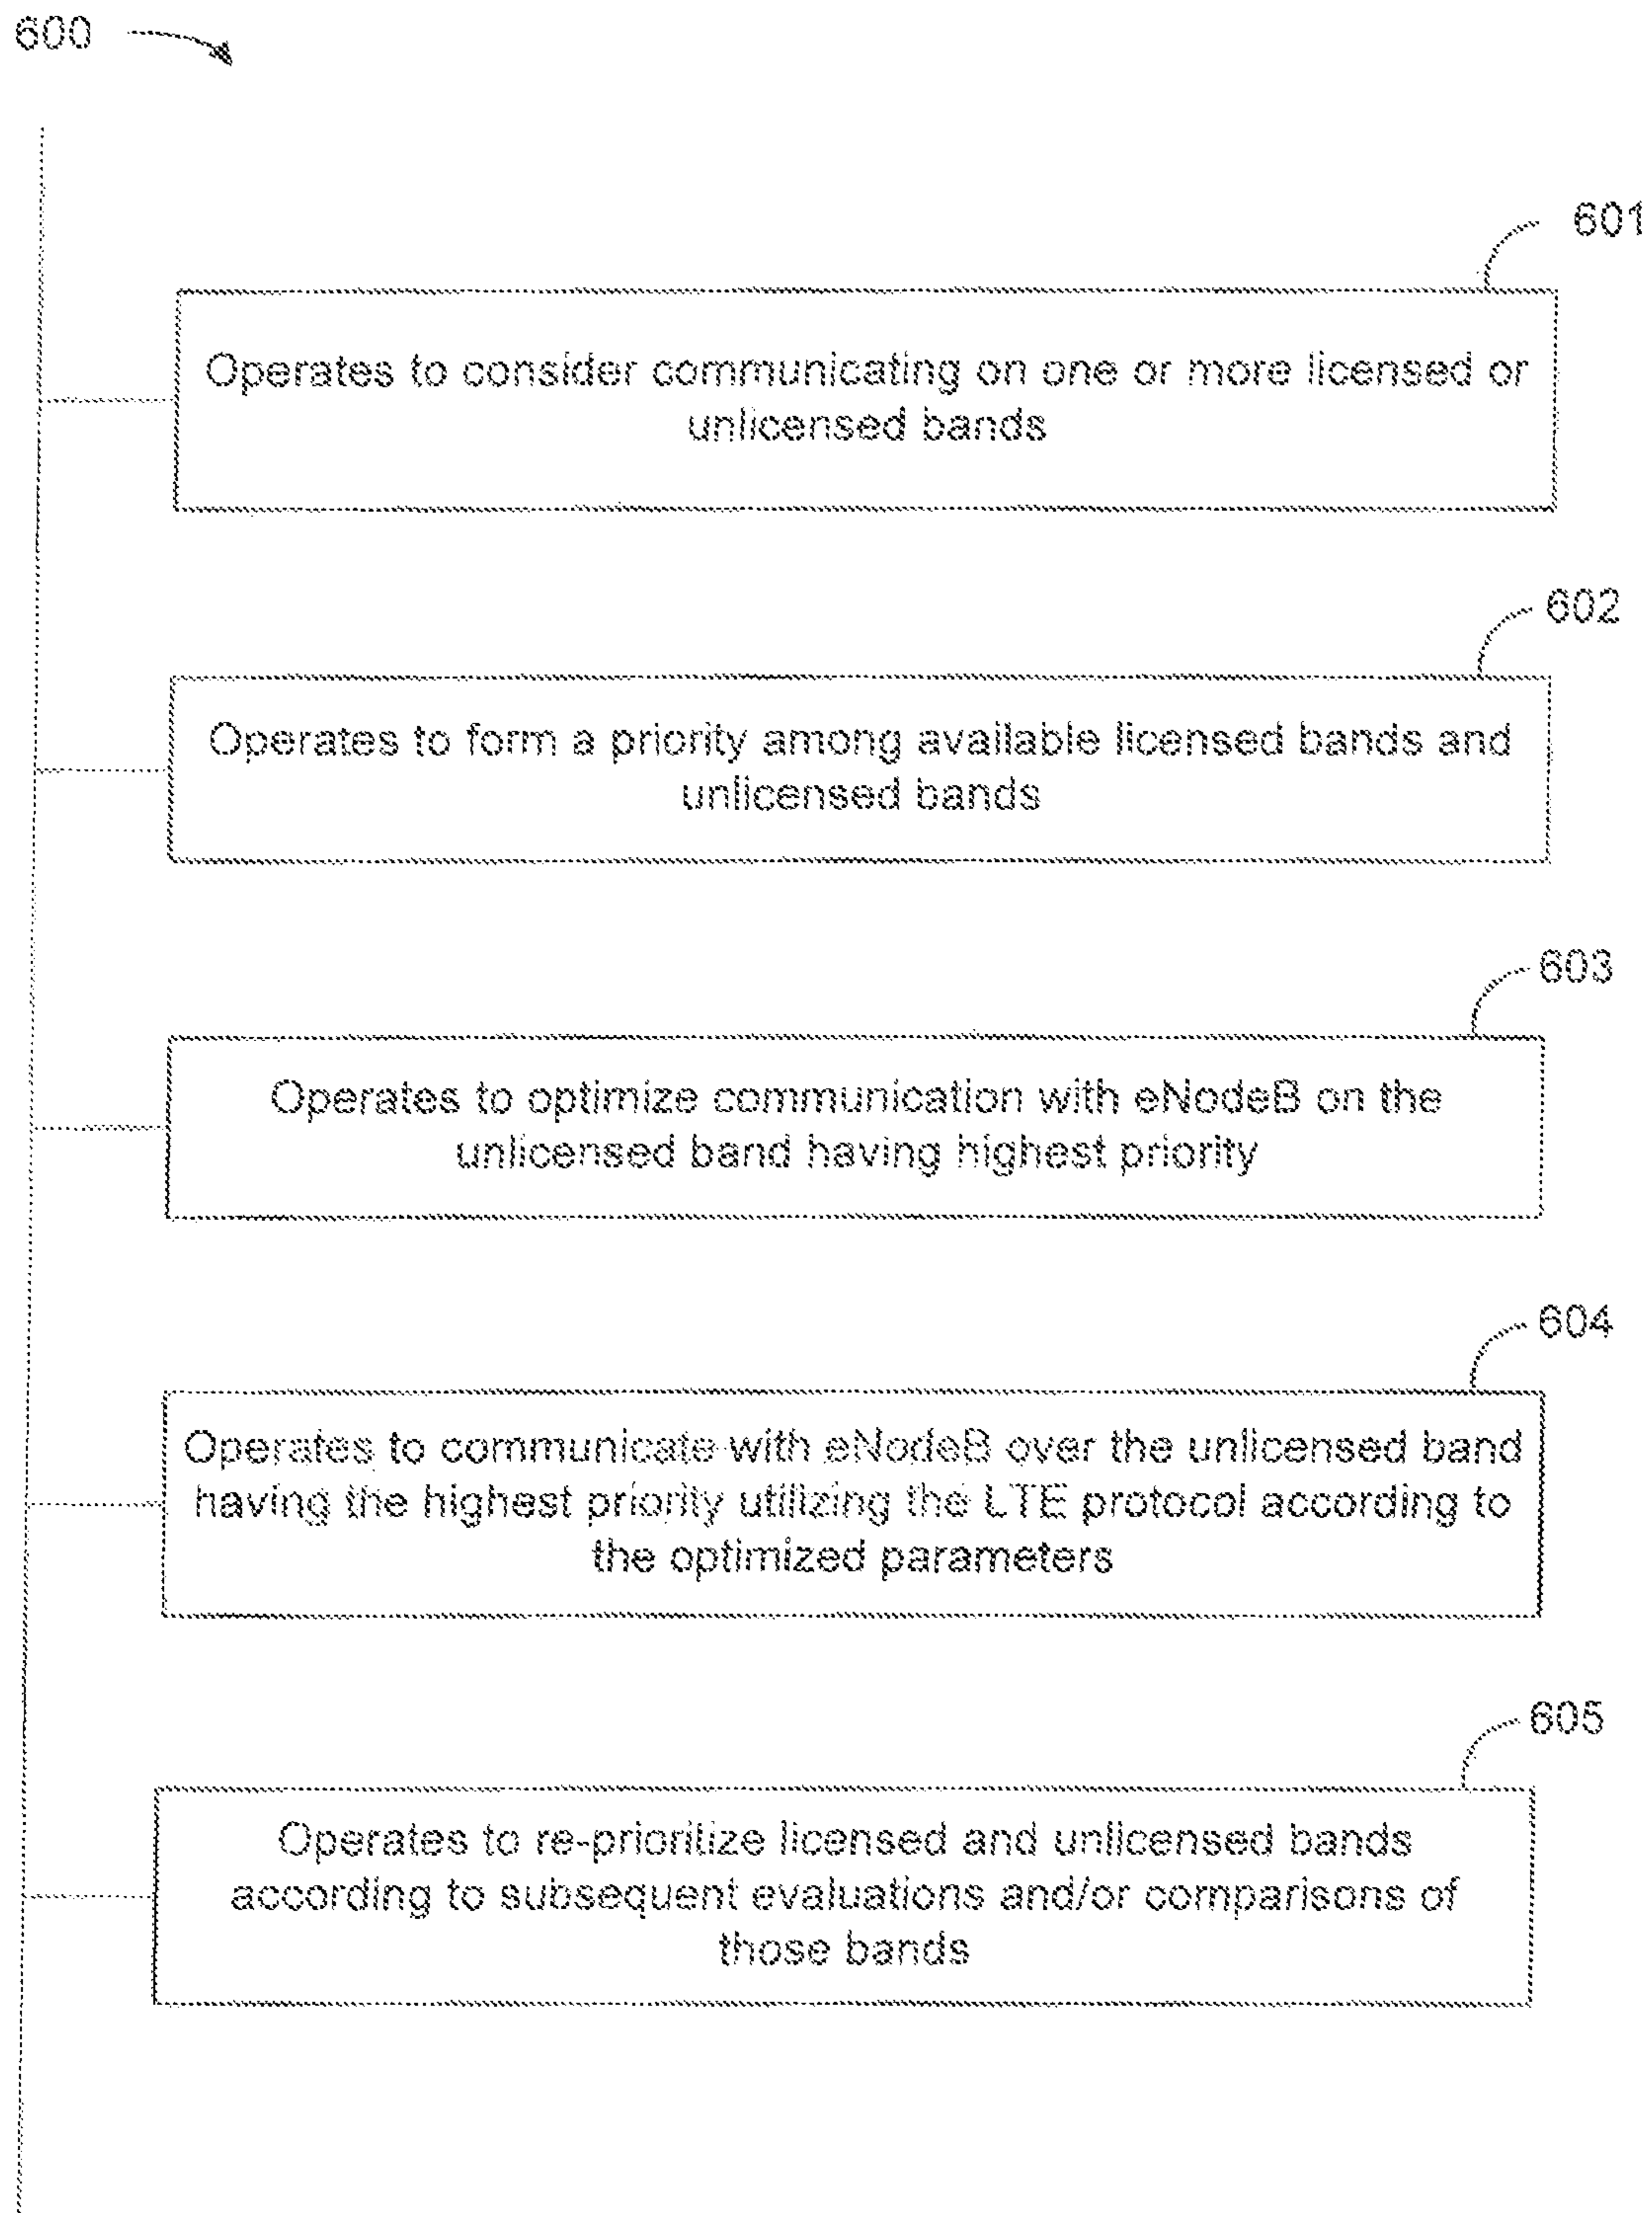 600
601
Operates to consider communicating on one or more licensed or
unlicensed bands
602
Operates to form a priority among available licensed bands and
unlicensed bands
603
Operates to optimize communication with eNodeB on the
unlicensed band having highest priority
604
Operates to communicate with eNodeB over the unlicensed band
having the highest priority utilizing the LTE protocol according to
the optimized parameters
605
Operates to re-prioritize licensed and unlicensed bands
according to subsequent evaluations and/or comparisons of
those bands